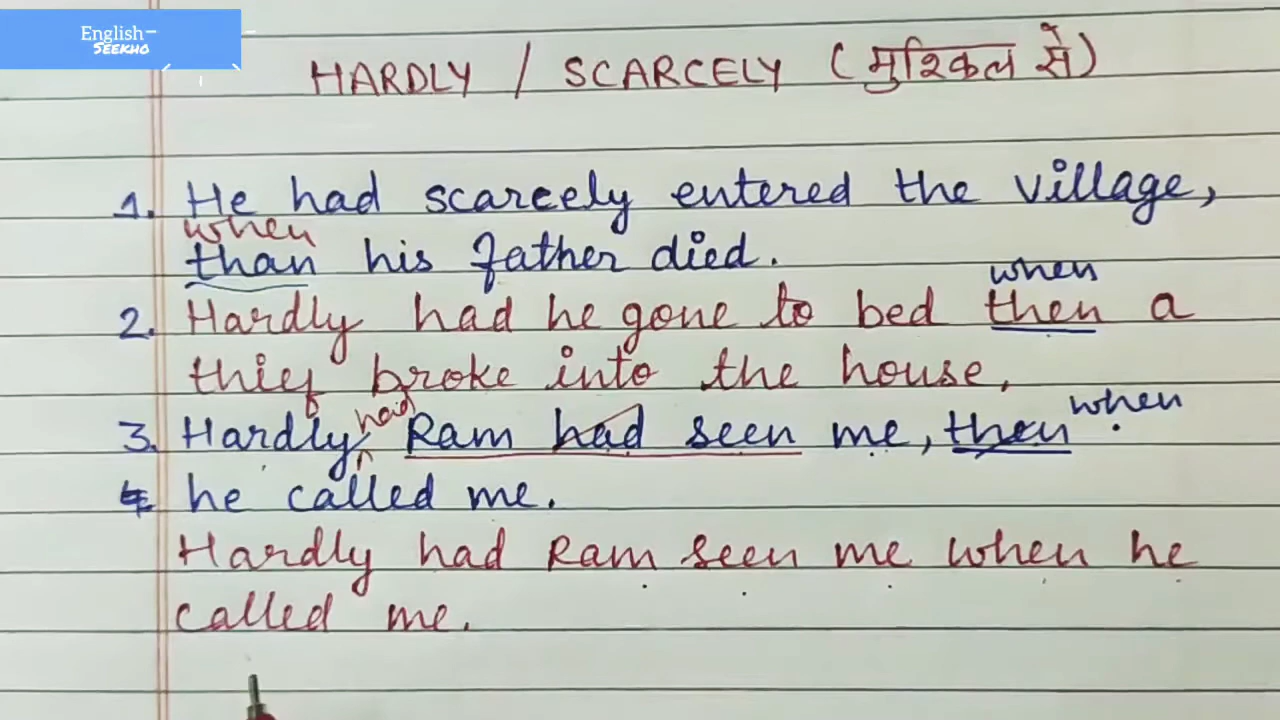 English
SEEKHO
HARDLY / SCARCELY (मुश्किल से)
1. He had scarcely entered the village,
when
than his father died.
when
2. Hardly had he gone to bed then a
thief broke into the house.
had when
3. Hardly Ram had seen me, then
4. he called me.
Hardly had Ram seen me when he
called me.